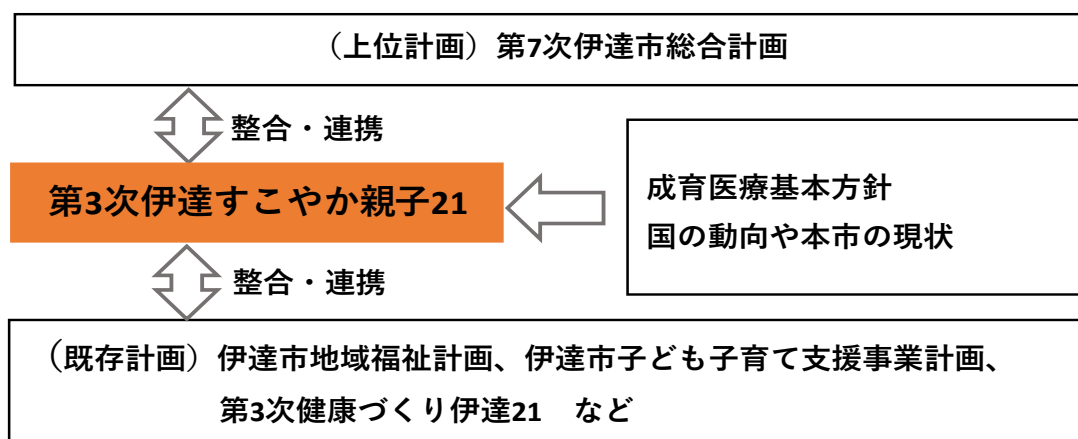 （上位計画）第7次伊達市総合計画
整合・連携
第3次伊達すこやか親子21
成育医療基本方針
国の動向や本市の現状
整合・連携
（既存計画）伊達市地域福祉計画、伊達市子ども子育て支援事業計画、
第3次健康づくり伊達21　など